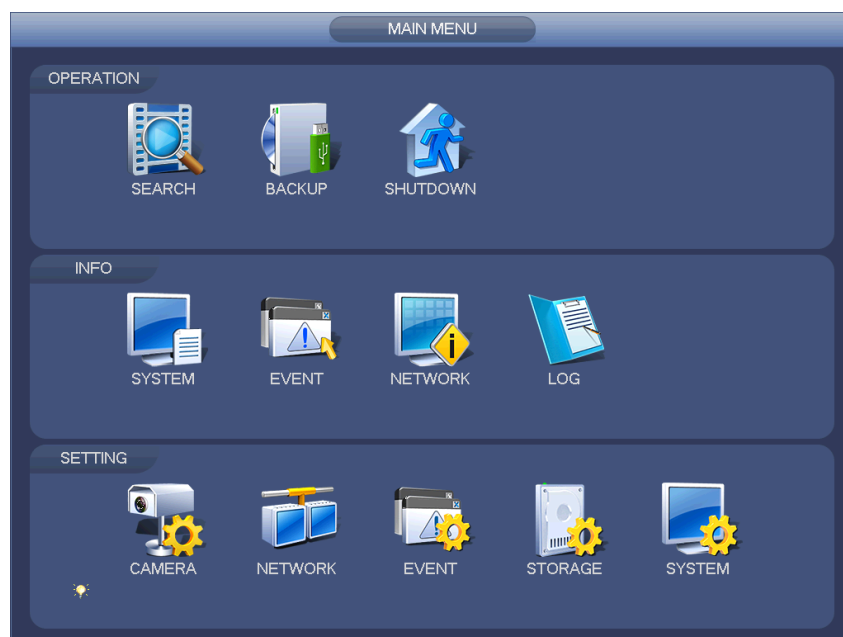 MAIN MENU
OPERATION
SEARCH BACKUP SHUTDOWN
INFO
SYSTEM EVENT NETWORK LOG
SETTING
CAMERA NETWORK EVENT STORAGE SYSTEM